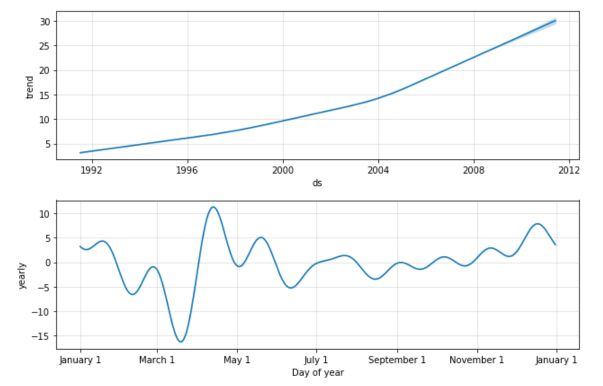 30
25
20
15
10
5
trend
1992 1996 2000 2004 2008 2012
ds
10
5
0
−5
−10
−15
yearly
January 1 March 1 May 1 July 1 September 1 November 1 January 1
Day of year